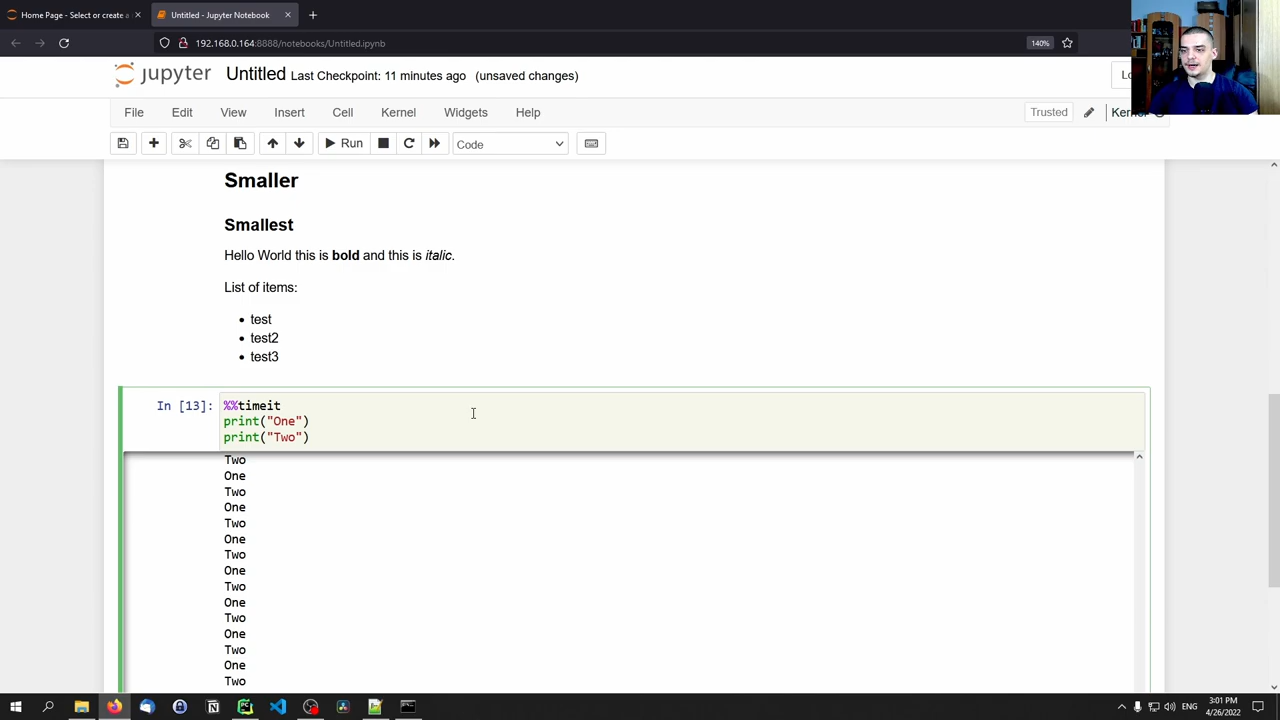 Home Page - Select or create a
Untitled - Jupyter Notebook
192.168.0.164:8888/notebooks/Untitled.ipynb
140%
jupyter
Untitled Last Checkpoint: 11 minutes ago (unsaved changes)
File Edit View Insert Cell Kernel Widgets Help
Trusted
Run
Code
Smaller
Smallest
Hello World this is bold and this is italic.
List of items:
• test
• test2
• test3
In [13]: %%timeit
print("One")
print("Two")
Two
One
Two
One
Two
One
Two
One
Two
One
Two
One
Two
One
Two
ENG
3:01 PM
4/26/2022